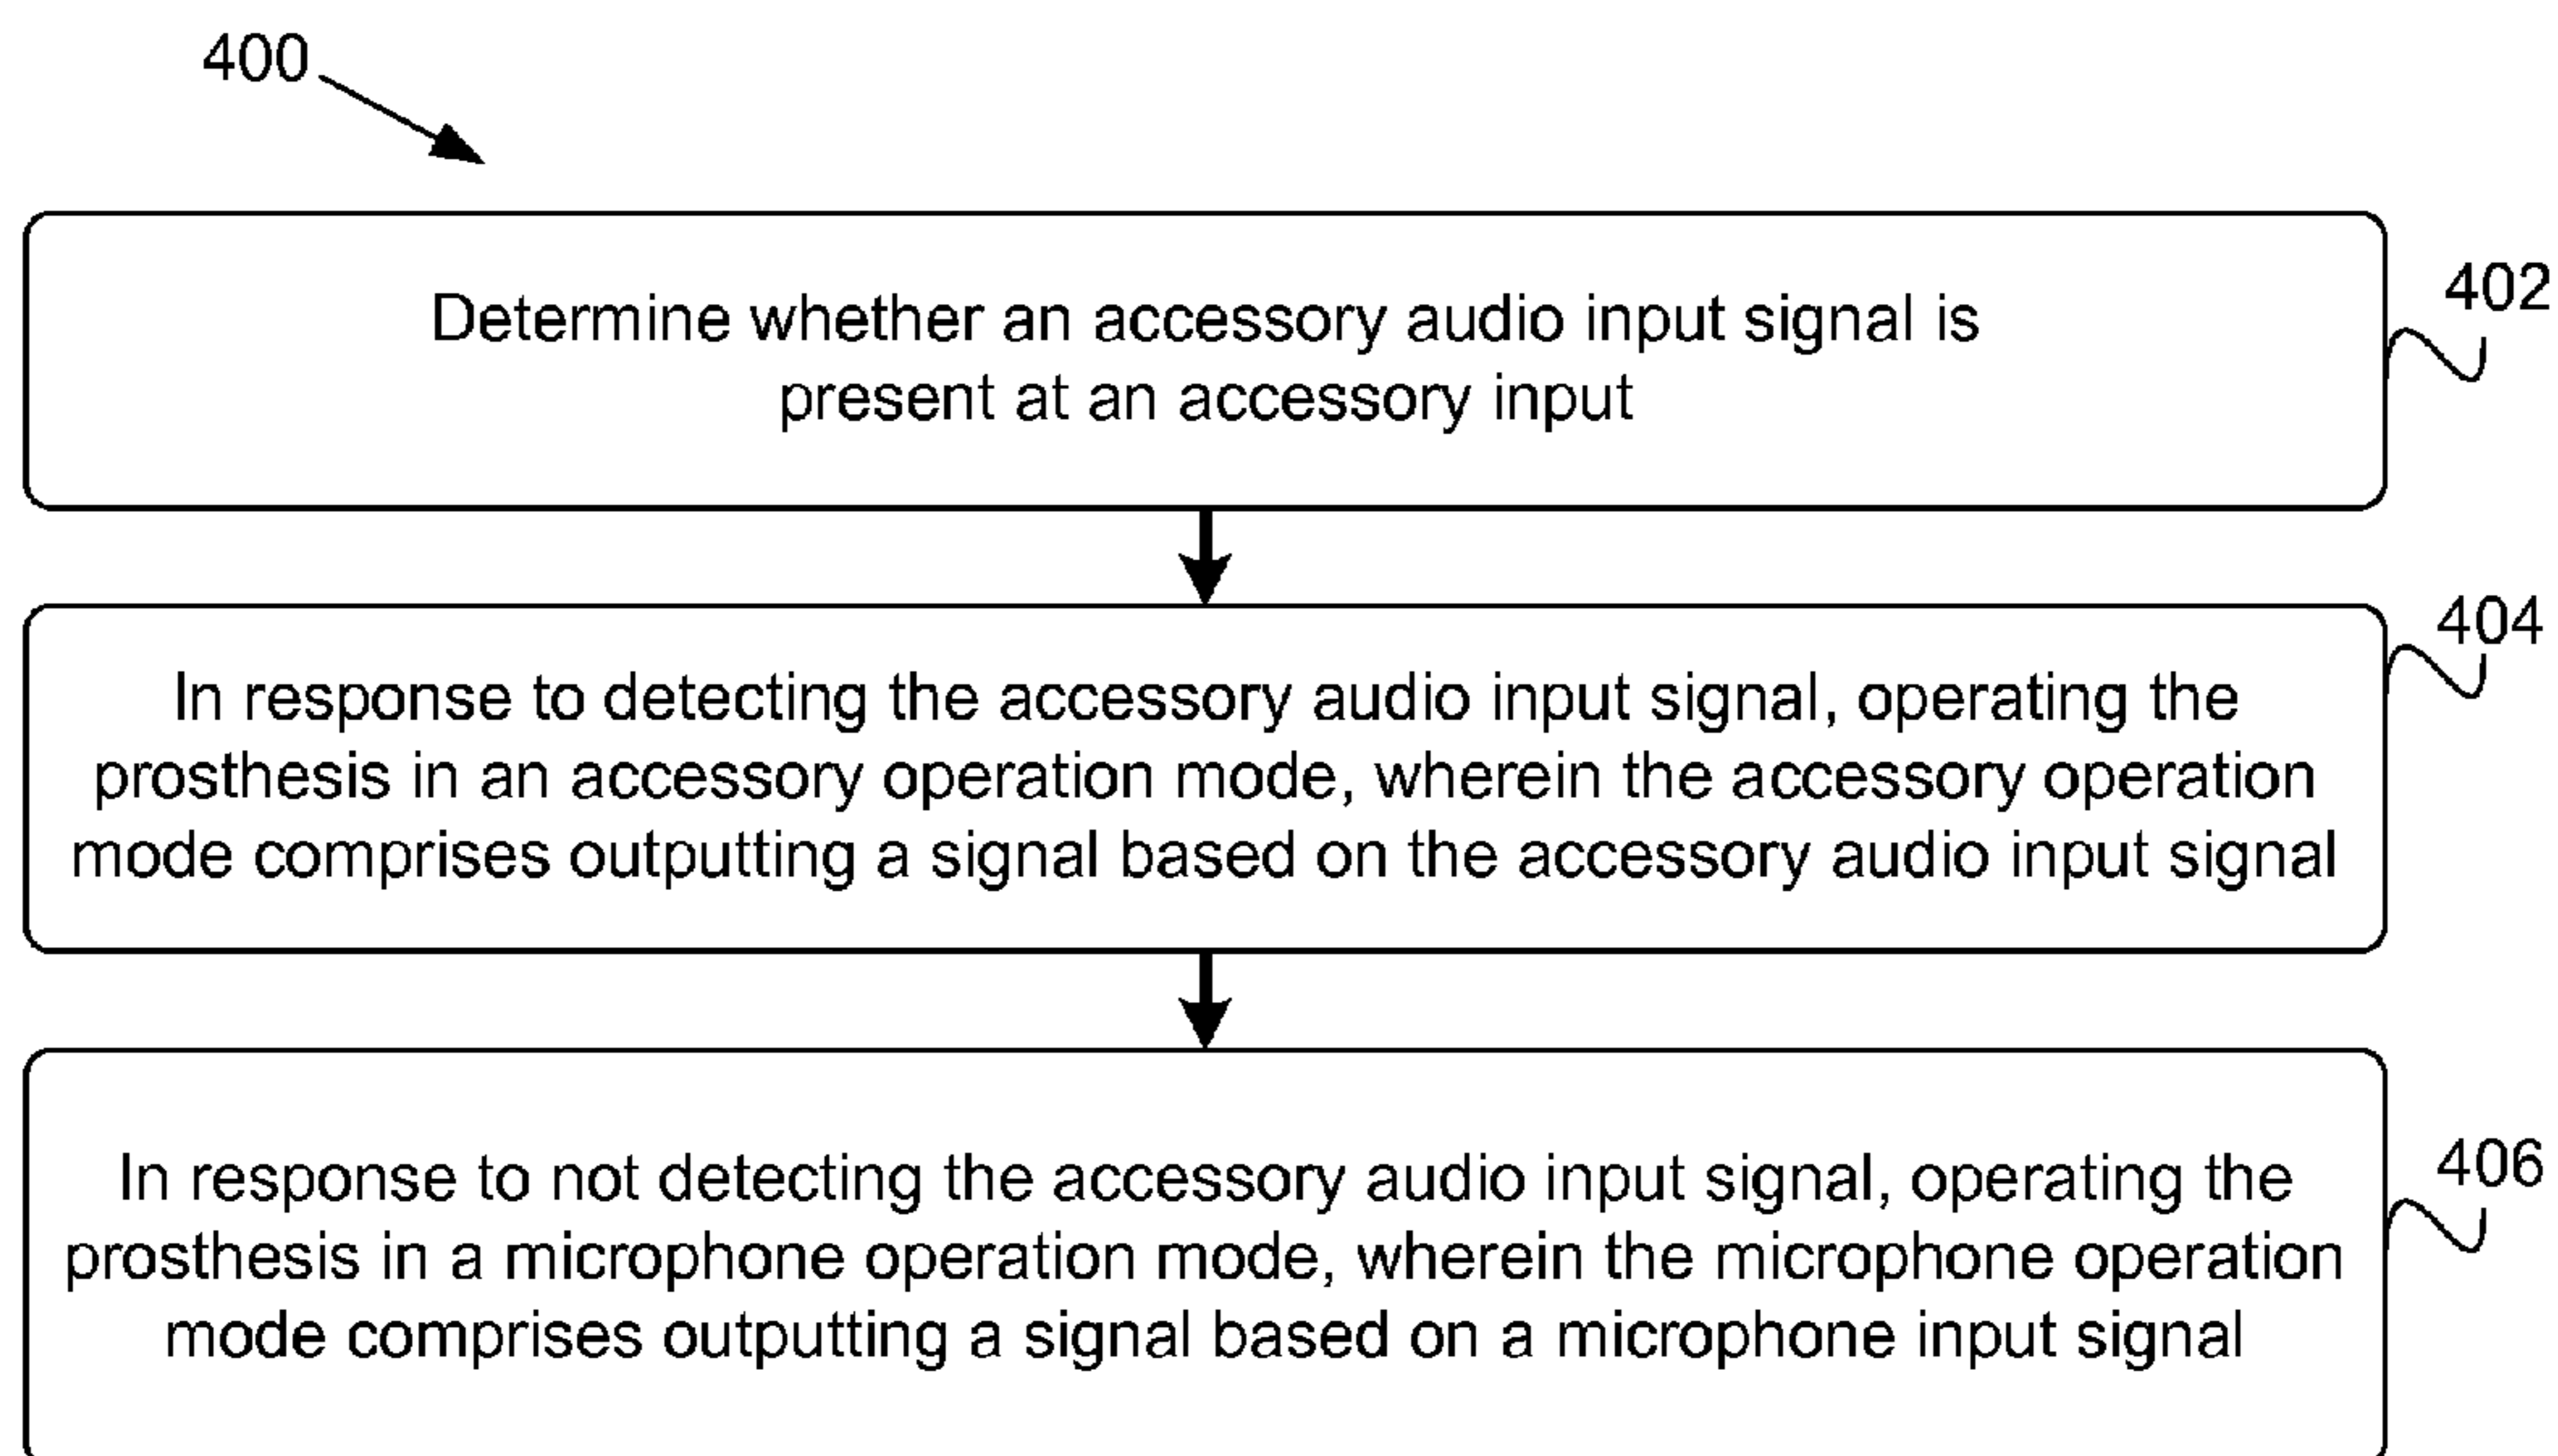 400
Determine whether an accessory audio input signal is
present at an accessory input
402
In response to detecting the accessory audio input signal, operating the
prosthesis in an accessory operation mode, wherein the accessory operation
mode comprises outputting a signal based on the accessory audio input signal
404
In response to not detecting the accessory audio input signal, operating the
prosthesis in a microphone operation mode, wherein the microphone operation
mode comprises outputting a signal based on a microphone input signal
406